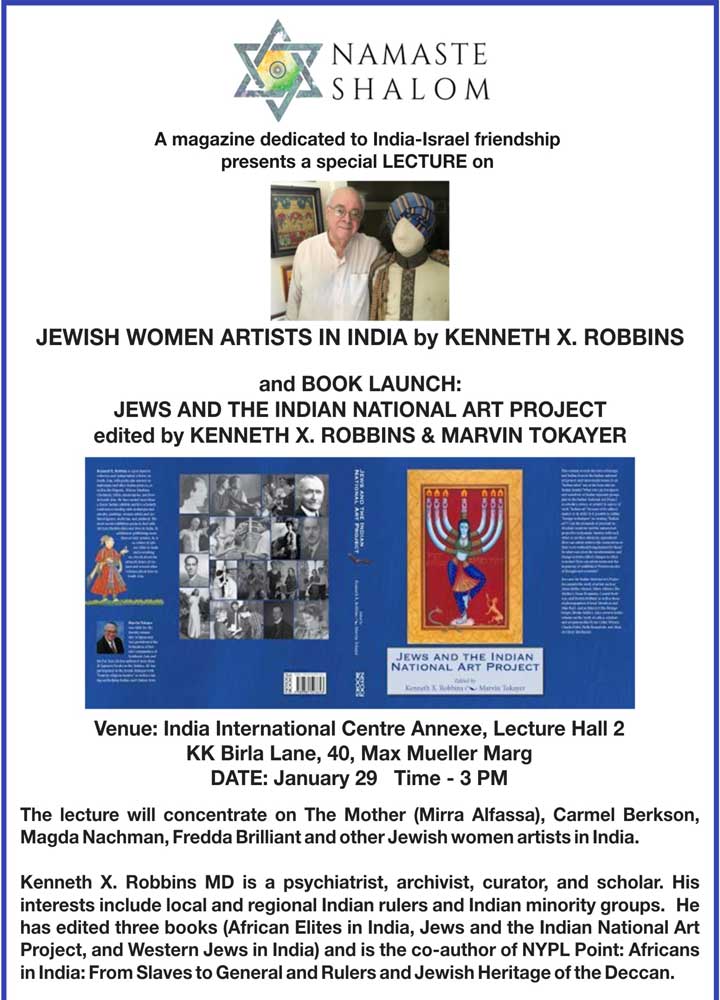 NAMASTE
SHALOM
A magazine dedicated to India-Israel friendship
presents a special LECTURE on
JEWISH WOMEN ARTISTS IN INDIA by KENNETH X. ROBBINS
and BOOK LAUNCH:
JEWS AND THE INDIAN NATIONAL ART PROJECT
edited by KENNETH X. ROBBINS & MARVIN TOKAYER
JEWS AND THE INDIAN
NATIONAL ART PROJECT
Edited by
Kenneth X. Robbins
Marvin Tokayer
NIYOGI
BOOKS
JEWS AND THE INDIAN
NATIONAL ART PROJECT
Edited by
Kenneth X. Robbins Marvin Tokayer
Venue: India International Centre Annexe, Lecture Hall 2
KK Birla Lane, 40, Max Mueller Marg
DATE: January 29 Time - 3 PM
The lecture will concentrate on The Mother (Mirra Alfassa), Carmel Berkson,
Magda Nachman, Fredda Brilliant and other Jewish women artists in India.
Kenneth X. Robbins MD is a psychiatrist, archivist, curator, and scholar. His
interests include local and regional Indian rulers and Indian minority groups. He
has edited three books (African Elites in India, Jews and the Indian National Art
Project, and Western Jews in India) and is the co-author of NYPL Point: Africans
in India: From Slaves to General and Rulers and Jewish Heritage of the Deccan.